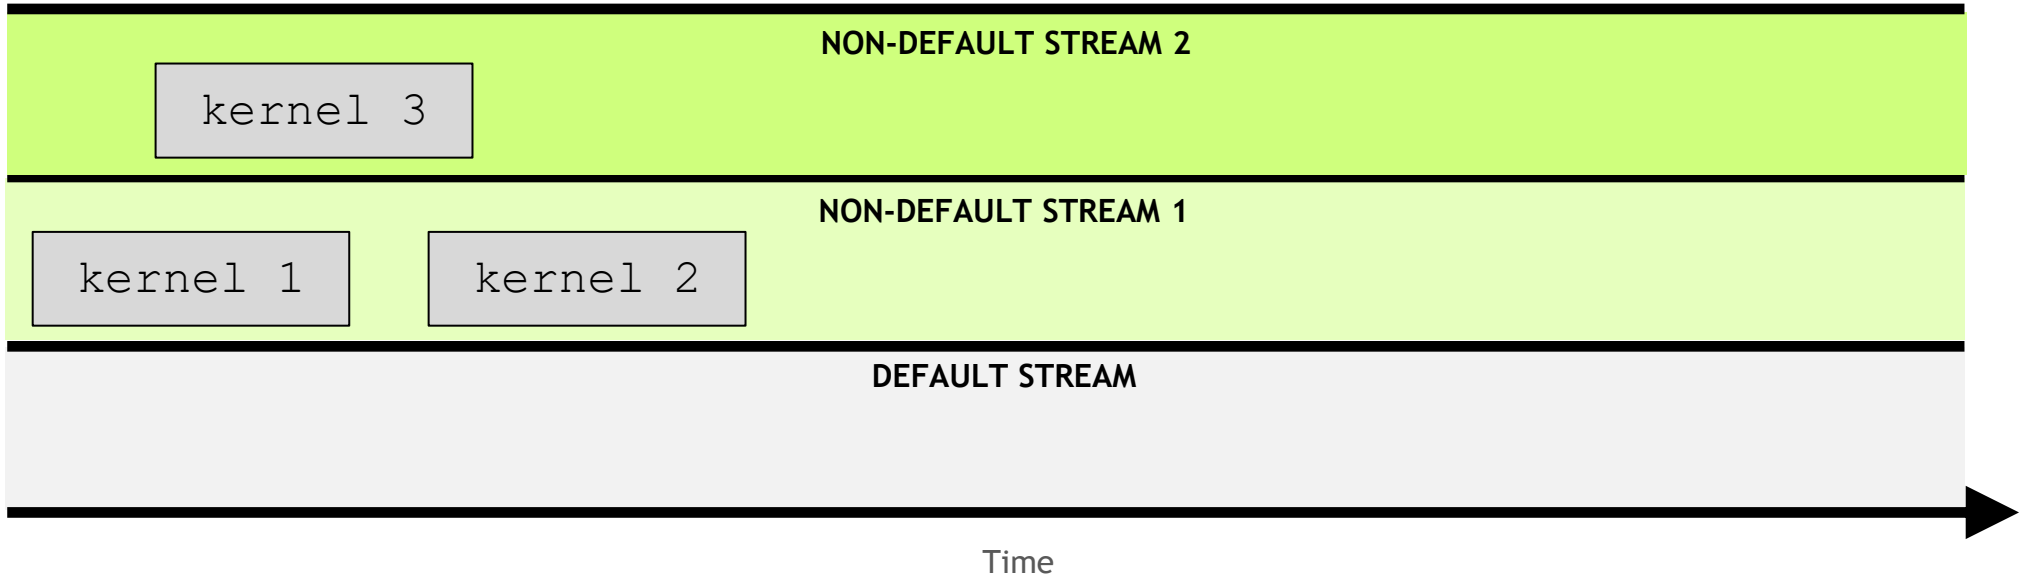 NON-DEFAULT STREAM 2
kernel 3
NON-DEFAULT STREAM 1
kernel 1
kernel 2
DEFAULT STREAM
Time